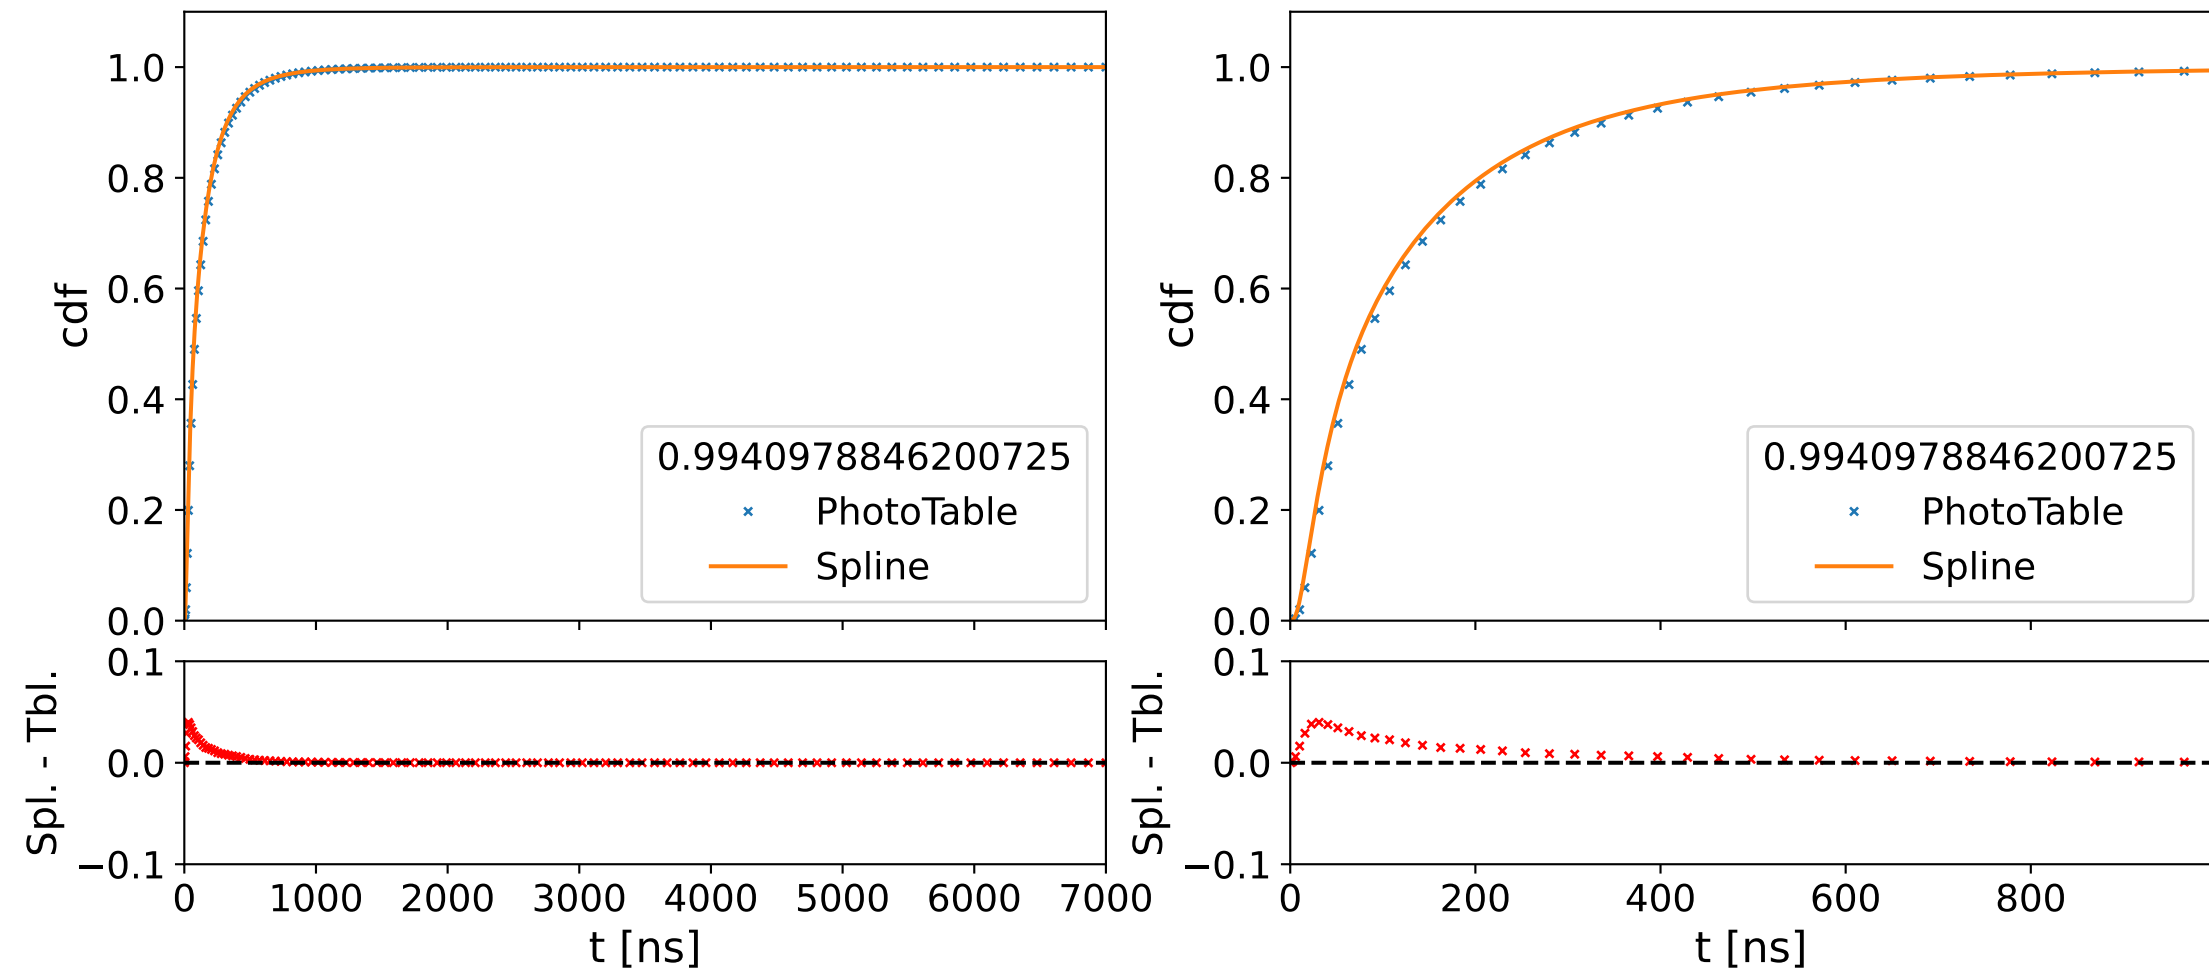 1.0
0.8
0.6
0.4
0.2
0.0
cdf
0.9940978846200725
PhotoTable
Spline
0.1
0.0
−0.1
Spl. - Tbl.
0 1000 2000 3000 4000 5000 6000 7000
t [ns]
1.0
0.8
0.6
0.4
0.2
0.0
cdf
0.9940978846200725
PhotoTable
Spline
0.1
0.0
−0.1
Spl. - Tbl.
0 200 400 600 800
t [ns]